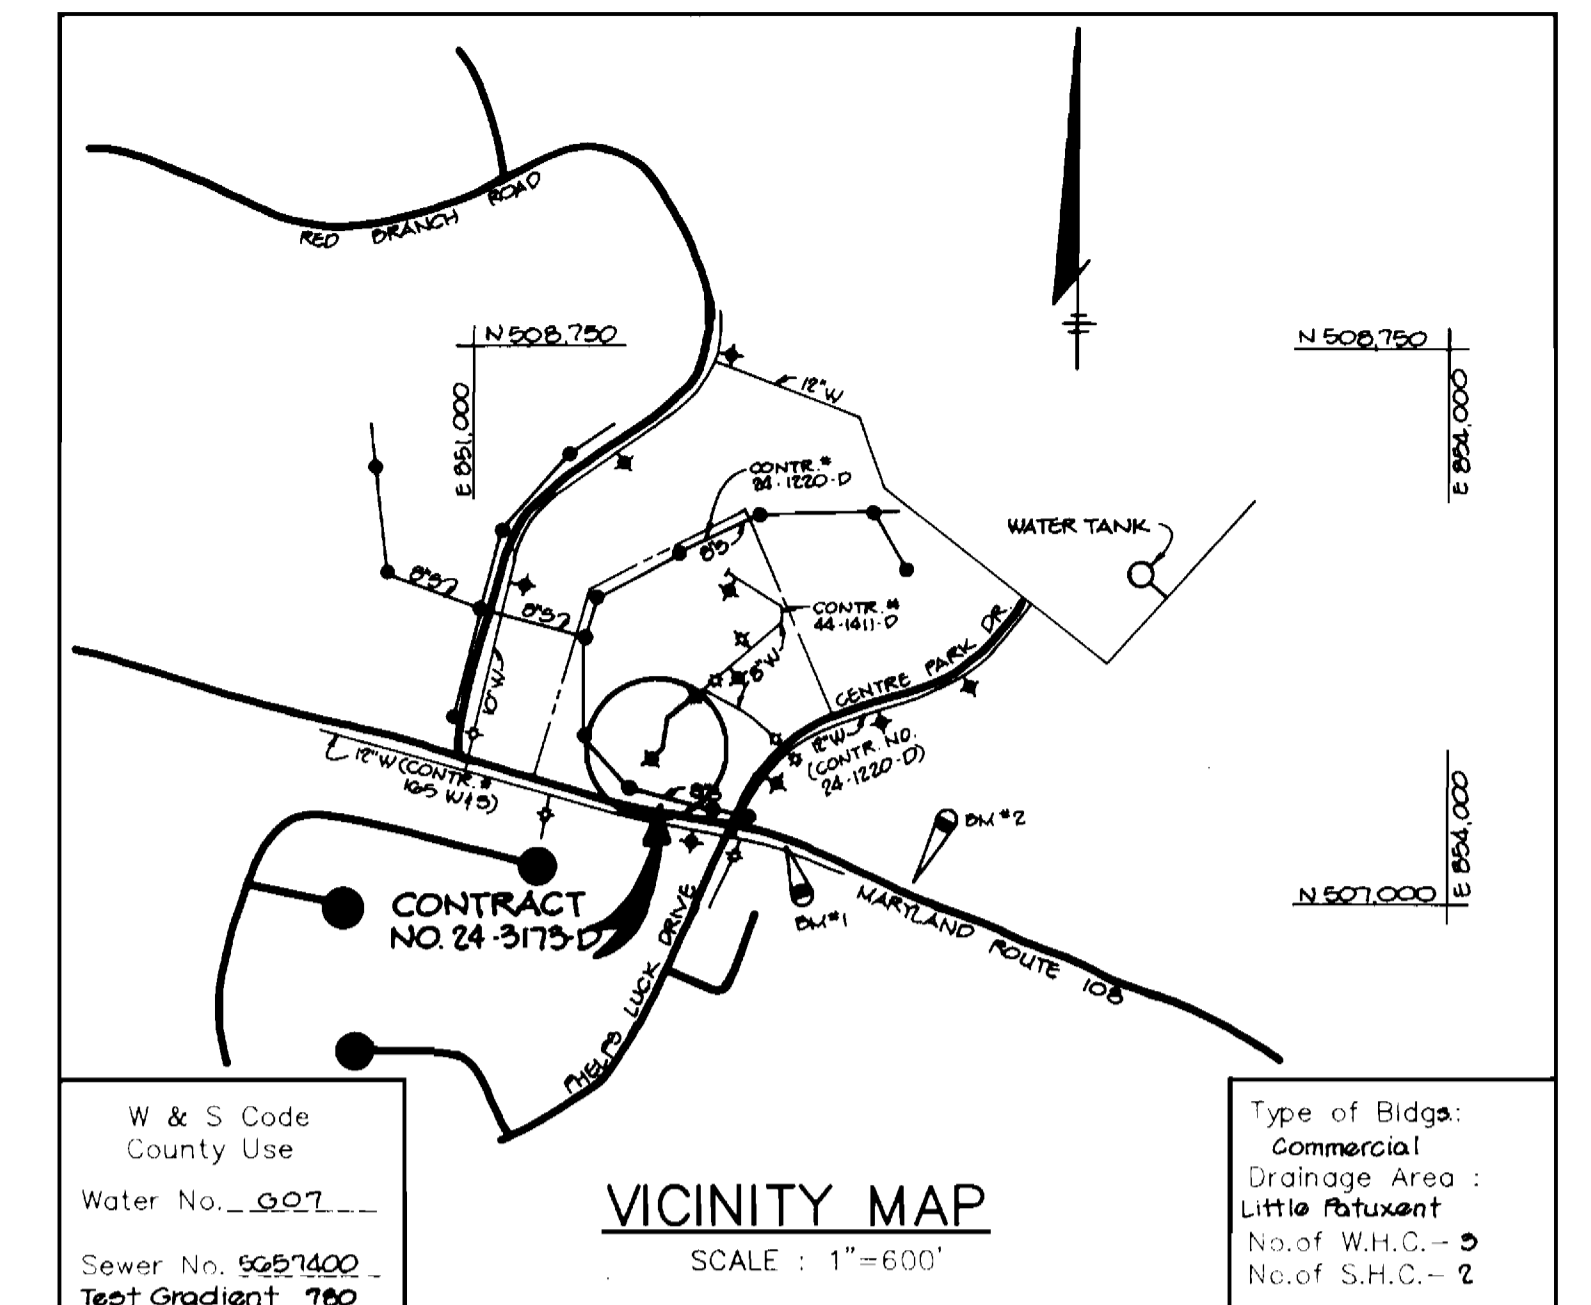 RED BRANCH ROAD
N 508,750
E 851,000
N 508,750
E 854,000
12"W
CONTR.#
24-1220-D
WATER TANK
8"S
8"S
8"S
CONTR.#
44-1411-D
10"W
8"W
CENTRE PARK DR.
12"W
(CONTR. NO.
24-1220-D)
12"W (CONTR.#
165 W&S)
8"S
BM#2
BM#1
E 854,000
N 507,000
MARYLAND ROUTE 108
CONTRACT
NO. 24-3173-D
PHELPS LUCK DRIVE
W & S Code
County Use
Water No. G07
Sewer No. 5657400
Test Gradient 780
VICINITY MAP
SCALE : 1"=600'
Type of Bldgs:
Commercial
Drainage Area :
Little Patuxent
No. of W.H.C.-
No. of S.H.C.- 2